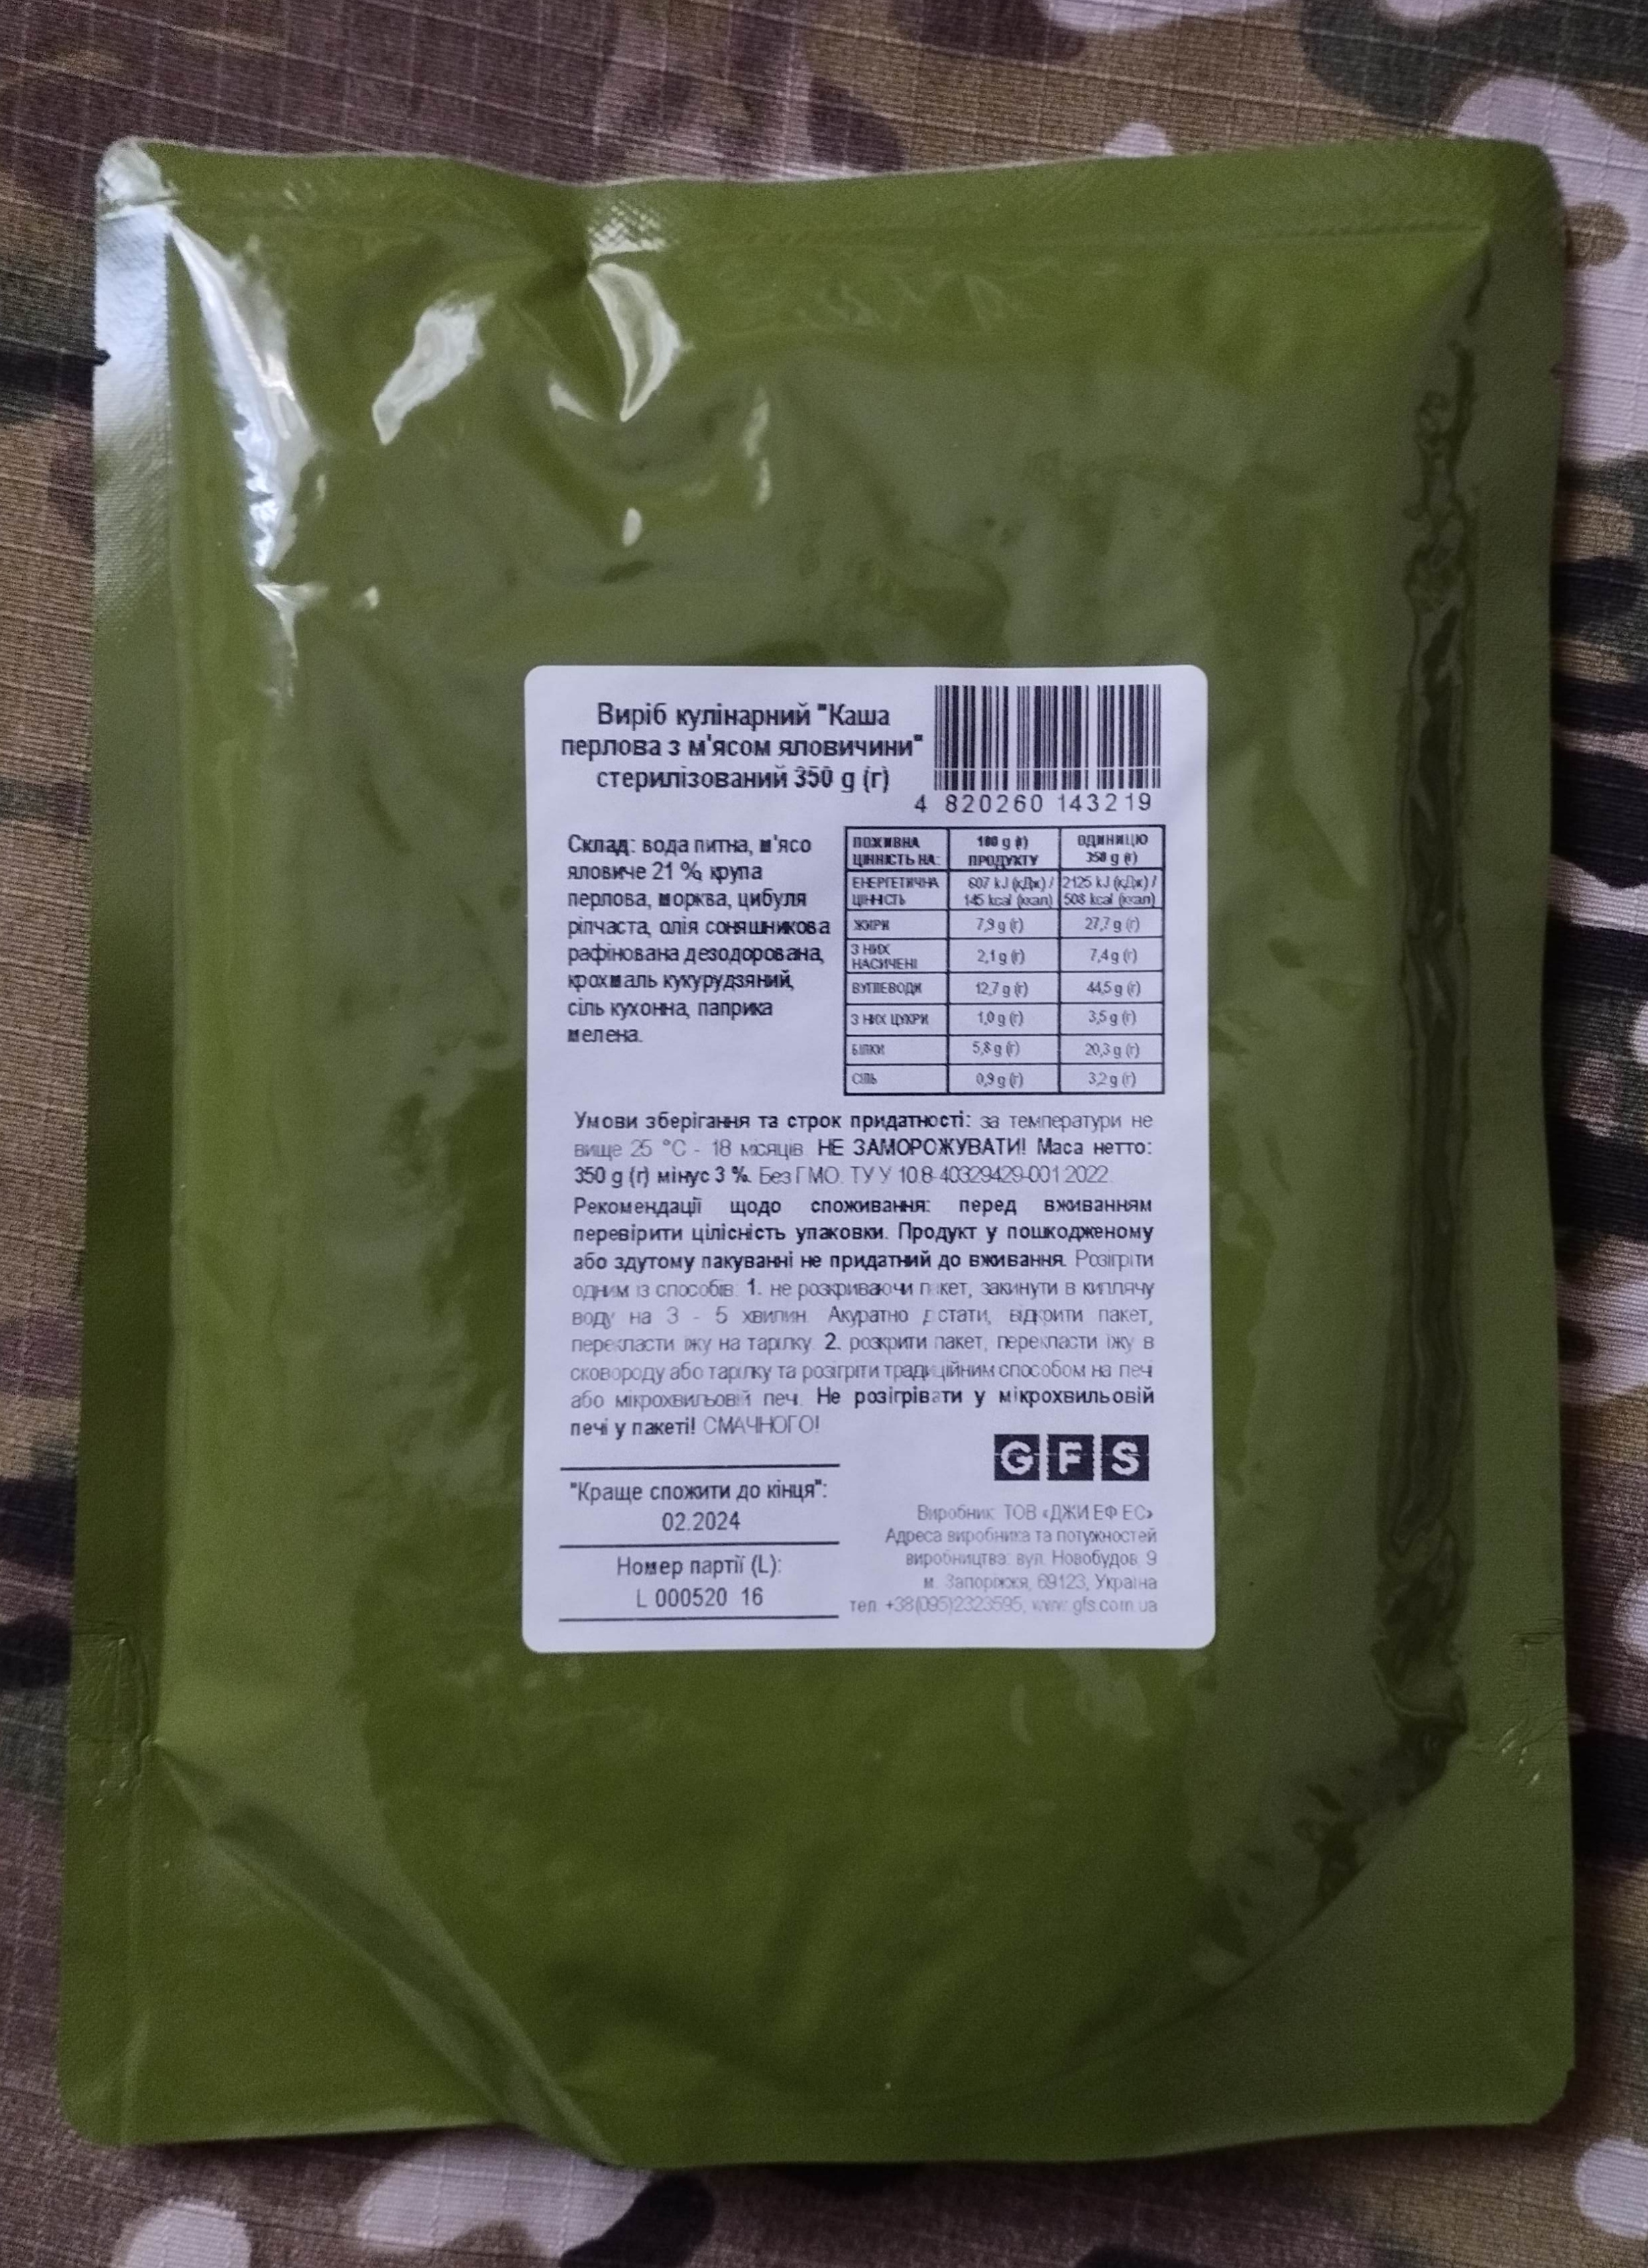 Виріб кулінарний "Каша
перлова з м'ясом яловичини"
стерилізований 350 g (г)
4 820260 143219
Склад: вода питна, м'ясо
яловиче 21 % крупа
перлова, морква, цибуля
ріпчаста, олія соняшникова
рафінована дезодорована,
крохмаль кукурудзяний,
сіль кухонна, паприка
мелена.
ПОЖИВНА ЦІННІСТЬ НА: 100 g (г) ПРОДУКТУ ОДИНИЦЮ 350 g (г)
ЕНЕРГЕТИЧНА ЦІННІСТЬ 607 kJ (кДж) / 145 kcal (ккал) 2125 kJ (кДж) / 508 kcal (ккал)
ЖИРИ 7,9 g (г) 27,7 g (г)
З НИХ НАСИЧЕНІ 2,1 g (г) 7,4 g (г)
ВУГЛЕВОДИ 12,7 g (г) 44,5 g (г)
З НИХ ЦУКРИ 1,0 g (г) 3,5 g (г)
БІЛКИ 5,8 g (г) 20,3 g (г)
СІЛЬ 0,9 g (г) 3,2 g (г)
Умови зберігання та строк придатності: за температури не
вище 25 °C - 18 місяців. НЕ ЗАМОРОЖУВАТИ! Маса нетто:
350 g (г) мінус 3 %. Без ГМО. ТУ У 10.8-40329429-001:2022.
Рекомендації щодо споживання: перед вживанням
перевірити цілісність упаковки. Продукт у пошкодженому
або здутому пакуванні не придатний до вживання. Розігріти
одним із способів: 1. не розкриваючи пакет, закинути в киплячу
воду на 3 - 5 хвилин. Акуратно дістати, відкрити пакет,
перекласти їжу на тарілку. 2. розкрити пакет, перекласти їжу в
сковороду або тарілку та розігріти традиційним способом на печі
або мікрохвильовій печі. Не розігрівати у мікрохвильовій
печі у пакеті! СМАЧНОГО!
GFS
"Краще спожити до кінця":
02.2024
Номер партії (L):
L 000520 16
Виробник: ТОВ «ДЖИ ЕФ ЕС»
Адреса виробника та потужностей
виробництва: вул. Новобудов, 9
м. Запоріжжя, 69123, Україна
тел. +38(095)2323595, www.gfs.com.ua